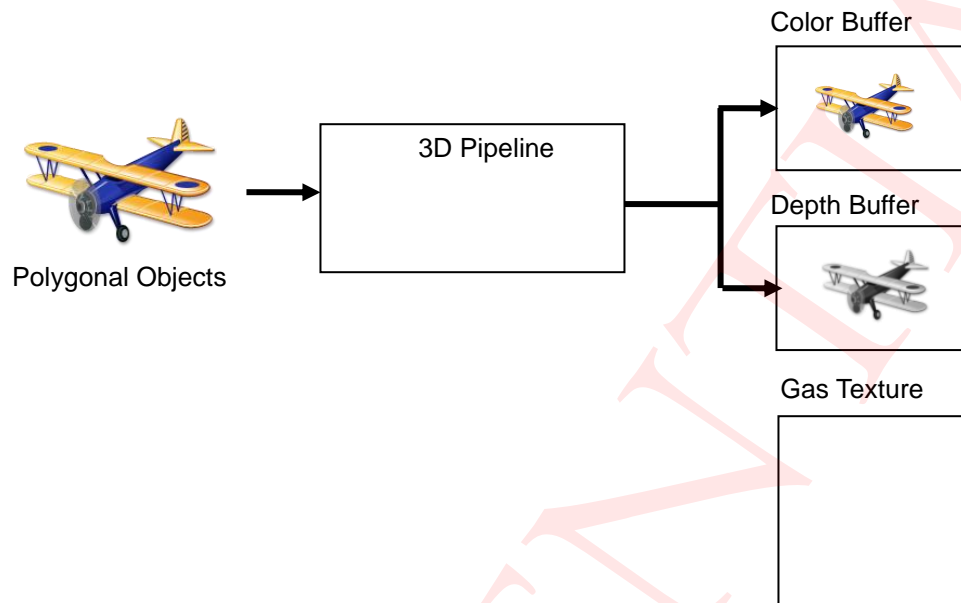 Color Buffer
3D Pipeline
Depth Buffer
Polygonal Objects
Gas Texture